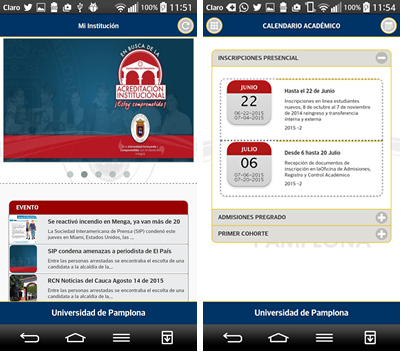 Claro
100%
11:51
Mi Institución
EN BUSCA DE LA
Universidad de Pamplona
ACREDITACIÓN
INSTITUCIONAL
¡Estoy comprometido!
EVENTO
Se reactivó incendio en Menga, ya van más de 20
La Sociedad Interamericana de Prensa (SIP) condenó este
jueves en Miami, Estados Unidos, las ,,,
SIP condena amenazas a periodista de El País
Entre las personas arrestadas se encontraba el escolta de una
candidata a la alcaldía de la...
RCN Noticias del Cauca Agosto 14 de 2015
Entre las personas arrestadas se encontraba el escolta de una
candidata a la alcaldía de la...
Universidad de Pamplona
Claro
100%
11:54
CALENDARIO ACADÉMICO
INSCRIPCIONES PRESENCIAL
JUNIO
22
06-22-2015
07-04-2015
Hasta el 22 de Junio
Inscripciones en línea estudiantes
nuevos, 8 de octubre al 7 de noviembre
de 2014 reingreso y transferencia
interna y externa
2015 -2
JULIO
06
07-06-2015
07-20-2015
Desde 6 hasta 20 Julio
Recepción de documentos de
inscripción en laOficina de Admisiones,
Registro y Control Académico
2015 -2
ADMISIONES PREGRADO
PRIMER COHORTE
PAMPLONA
Universidad de Pamplona